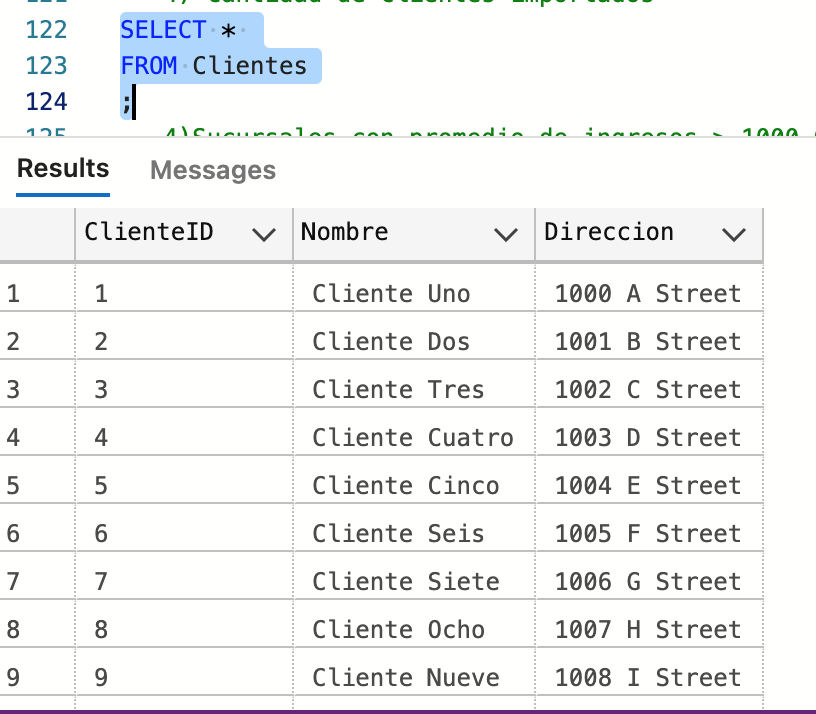 122 SELECT *
123 FROM Clientes
124 ;
Results Messages
ClienteID Nombre Direccion
1 1 Cliente Uno 1000 A Street
2 2 Cliente Dos 1001 B Street
3 3 Cliente Tres 1002 C Street
4 4 Cliente Cuatro 1003 D Street
5 5 Cliente Cinco 1004 E Street
6 6 Cliente Seis 1005 F Street
7 7 Cliente Siete 1006 G Street
8 8 Cliente Ocho 1007 H Street
9 9 Cliente Nueve 1008 I Street